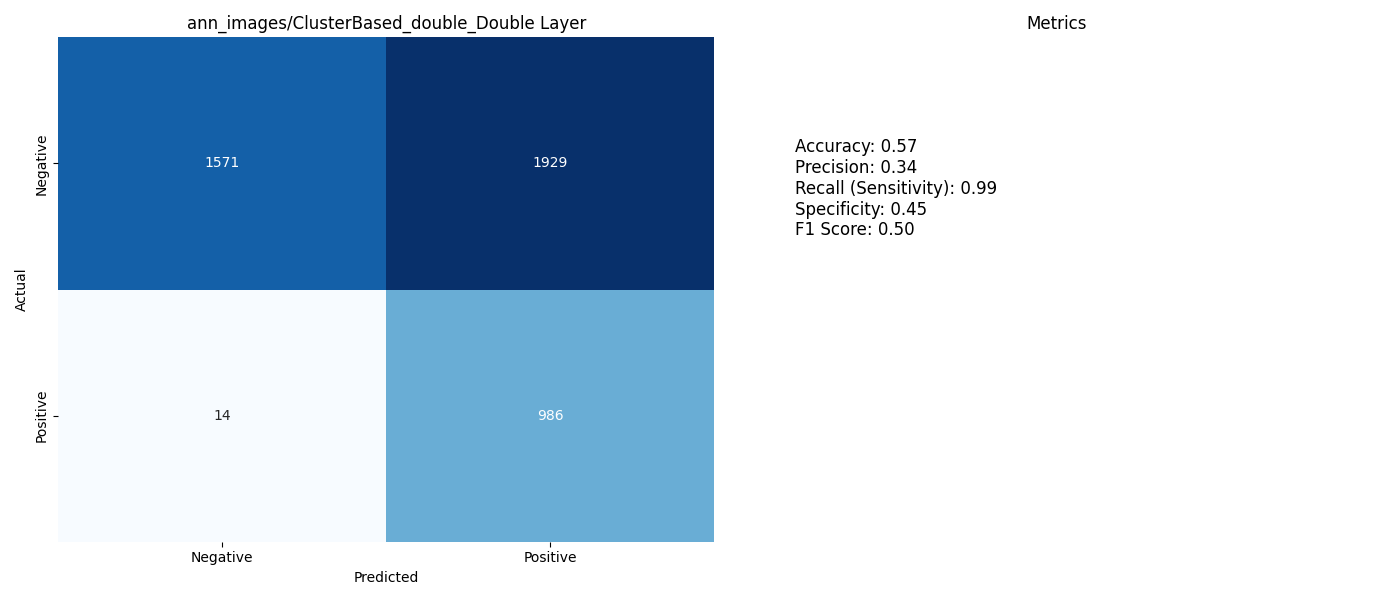 ann_images/ClusterBased_double_Double Layer
Metrics
Negative
1571
1929
Accuracy: 0.57
Precision: 0.34
Recall (Sensitivity): 0.99
Specificity: 0.45
F1 Score: 0.50
Actual
Positive
14
986
Negative
Positive
Predicted